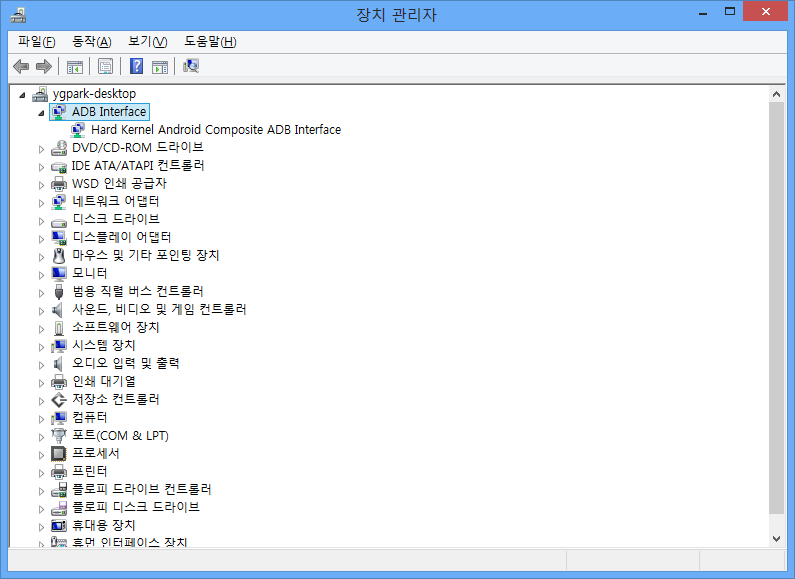 장치 관리자
파일(F) 동작(A) 보기(V) 도움말(H)
ygpark-desktop
ADB Interface
Hard Kernel Android Composite ADB Interface
DVD/CD-ROM 드라이브
IDE ATA/ATAPI 컨트롤러
WSD 인쇄 공급자
네트워크 어댑터
디스크 드라이브
디스플레이 어댑터
마우스 및 기타 포인팅 장치
모니터
범용 직렬 버스 컨트롤러
사운드, 비디오 및 게임 컨트롤러
소프트웨어 장치
시스템 장치
오디오 입력 및 출력
인쇄 대기열
저장소 컨트롤러
컴퓨터
포트(COM & LPT)
프로세서
프린터
플로피 드라이브 컨트롤러
플로피 디스크 드라이브
휴대용 장치
휴먼 인터페이스 장치